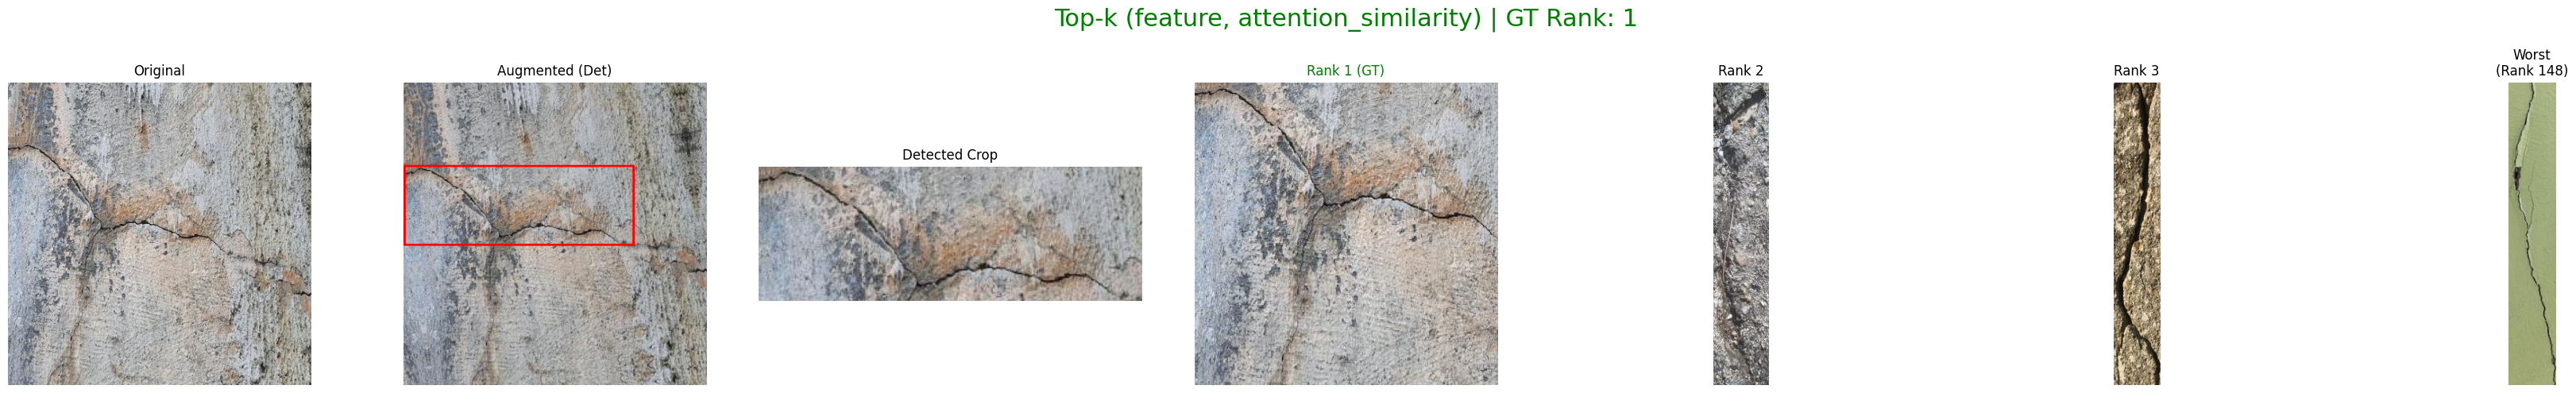 Top-k (feature, attention_similarity) | GT Rank: 1
Original
Augmented (Det)
Detected Crop
Rank 1 (GT)
Rank 2
Rank 3
Worst
(Rank 148)